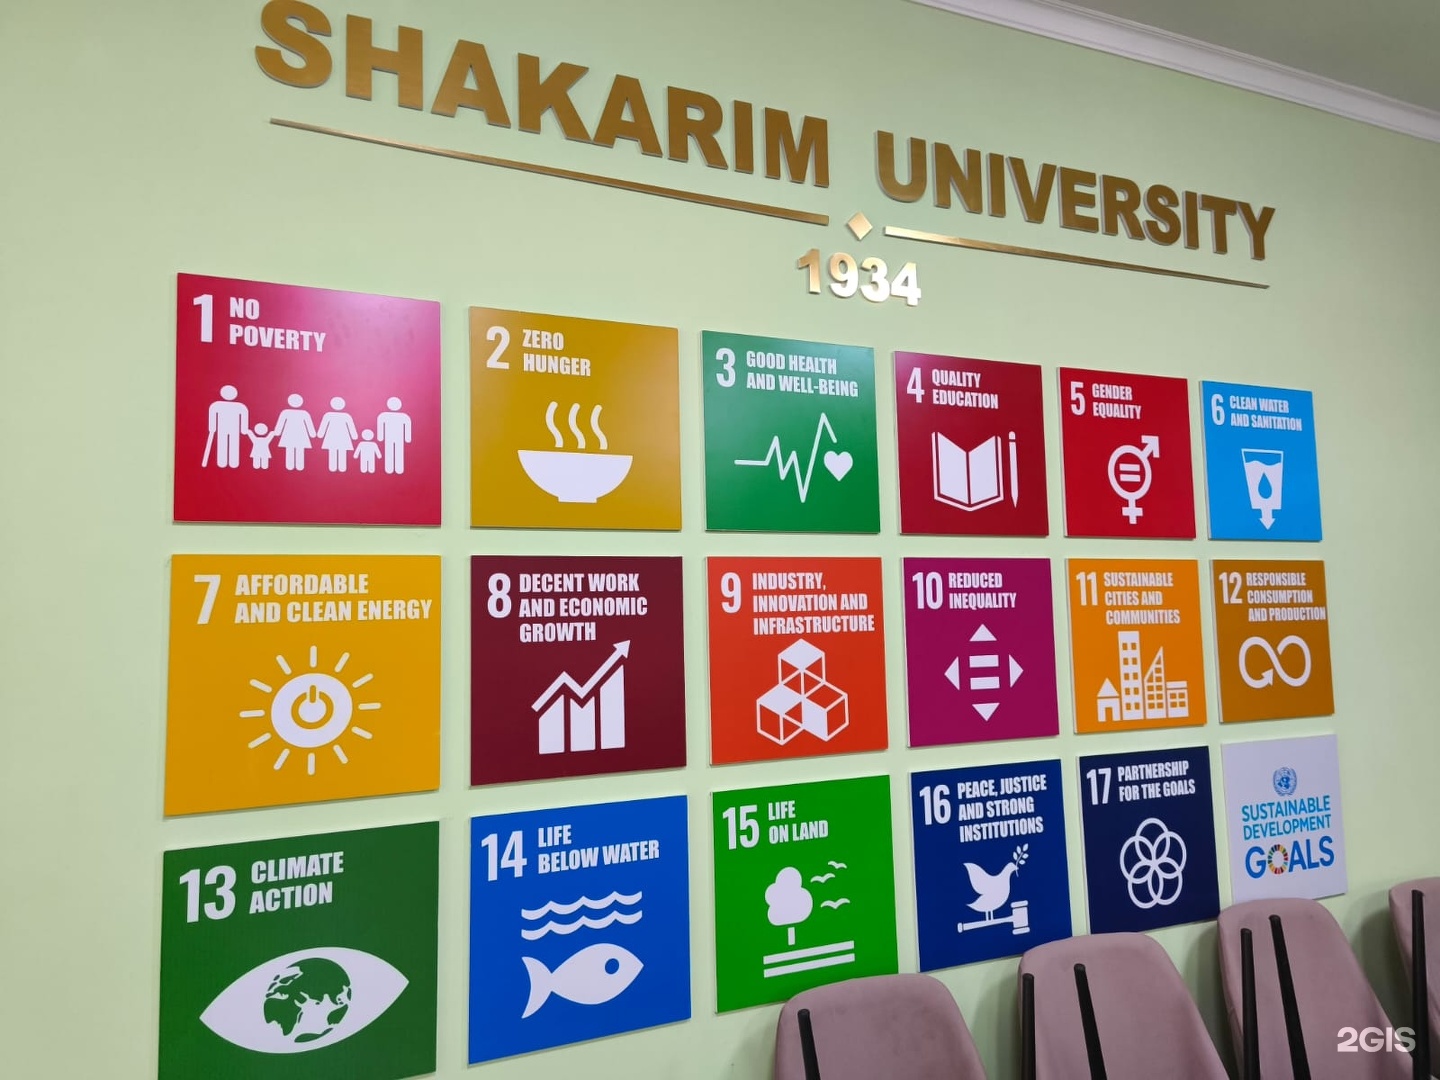 SHAKARIM UNIVERSITY
1934
1 NO
POVERTY
2 ZERO
HUNGER
3 GOOD HEALTH
AND WELL-BEING
4 QUALITY
EDUCATION
5 GENDER
EQUALITY
6 CLEAN WATER
AND SANITATION
7 AFFORDABLE
AND CLEAN ENERGY
8 DECENT WORK
AND ECONOMIC
GROWTH
9 INDUSTRY,
INNOVATION AND
INFRASTRUCTURE
10 REDUCED
INEQUALITY
11 SUSTAINABLE
CITIES AND
COMMUNITIES
12 RESPONSIBLE
CONSUMPTION
AND PRODUCTION
13 CLIMATE
ACTION
14 LIFE
BELOW WATER
15 LIFE
ON LAND
16 PEACE, JUSTICE
AND STRONG
INSTITUTIONS
17 PARTNERSHIP
FOR THE GOALS
SUSTAINABLE
DEVELOPMENT
GOALS
2GIS